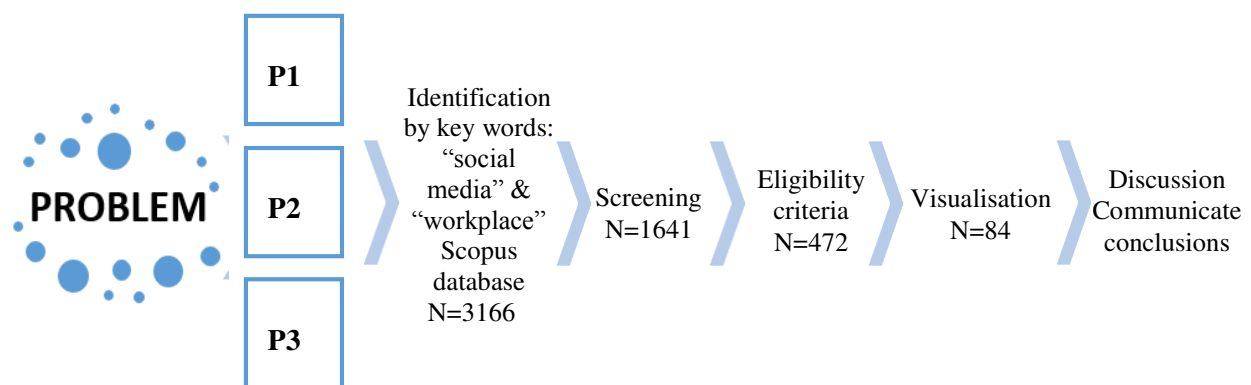 PROBLEM
P1
P2
P3
Identification
by key words:
“social
media” &
“workplace”
Scopus
database
N=3166
Screening
N=1641
Eligibility
criteria
N=472
Visualisation
N=84
Discussion
Communicate
conclusions